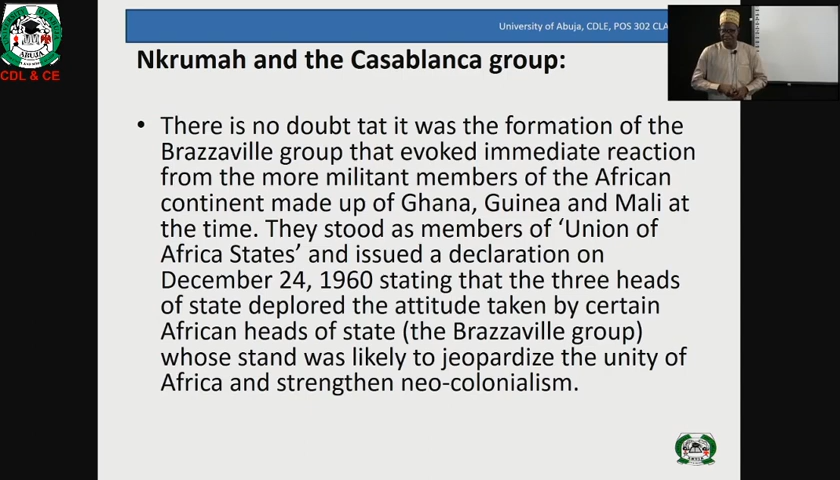 ABUJA
CDL & CE
University of Abuja, CDLE, POS 302 CLA
Nkrumah and the Casablanca group:
• There is no doubt tat it was the formation of the
Brazzaville group that evoked immediate reaction
from the more militant members of the African
continent made up of Ghana, Guinea and Mali at
the time. They stood as members of ‘Union of
Africa States’ and issued a declaration on
December 24, 1960 stating that the three heads
of state deplored the attitude taken by certain
African heads of state (the Brazzaville group)
whose stand was likely to jeopardize the unity of
Africa and strengthen neo-colonialism.